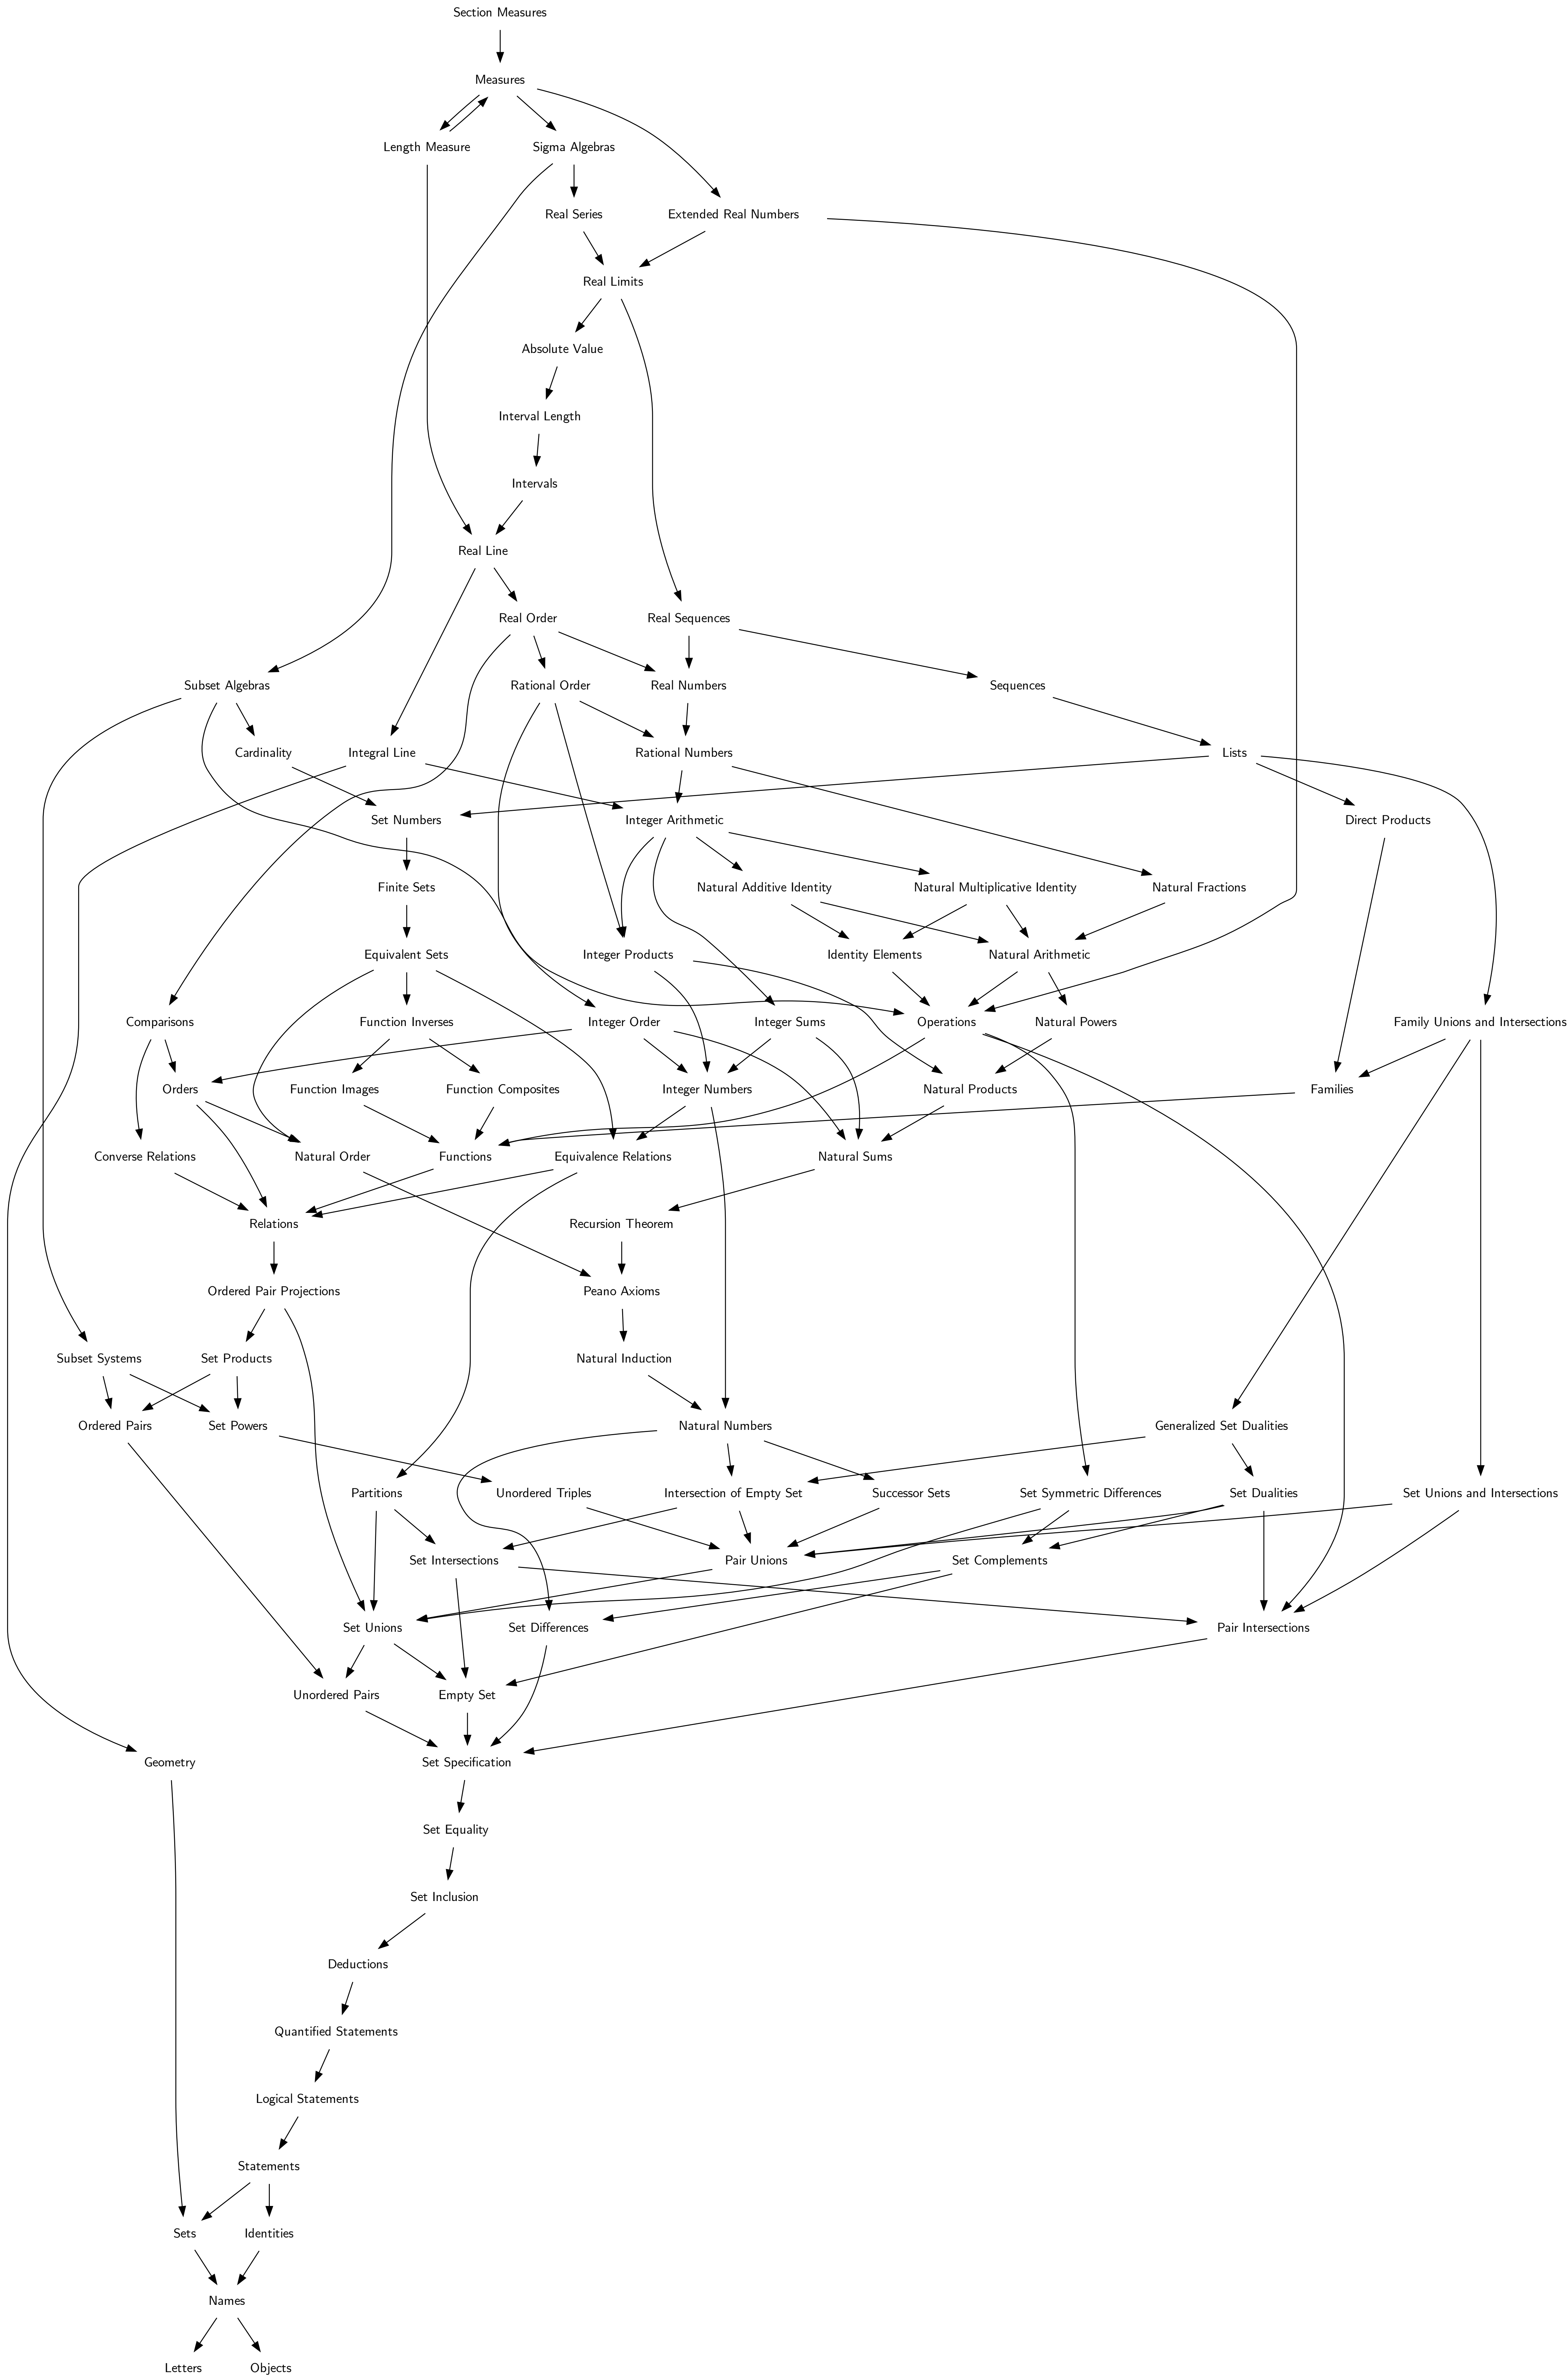 Section Measures
Measures
Length Measure
Sigma Algebras
Real Series
Extended Real Numbers
Real Limits
Absolute Value
Interval Length
Intervals
Real Line
Real Order
Real Sequences
Subset Algebras
Rational Order
Real Numbers
Sequences
Cardinality
Integral Line
Rational Numbers
Lists
Set Numbers
Integer Arithmetic
Direct Products
Finite Sets
Natural Additive Identity
Natural Multiplicative Identity
Natural Fractions
Equivalent Sets
Integer Products
Identity Elements
Natural Arithmetic
Comparisons
Function Inverses
Integer Order
Integer Sums
Operations
Natural Powers
Family Unions and Intersections
Orders
Function Images
Function Composites
Integer Numbers
Natural Products
Families
Converse Relations
Natural Order
Functions
Equivalence Relations
Natural Sums
Relations
Recursion Theorem
Ordered Pair Projections
Peano Axioms
Subset Systems
Set Products
Natural Induction
Ordered Pairs
Set Powers
Natural Numbers
Generalized Set Dualities
Partitions
Unordered Triples
Intersection of Empty Set
Successor Sets
Set Symmetric Differences
Set Dualities
Set Unions and Intersections
Set Intersections
Pair Unions
Set Complements
Set Unions
Set Differences
Pair Intersections
Unordered Pairs
Empty Set
Geometry
Set Specification
Set Equality
Set Inclusion
Deductions
Quantified Statements
Logical Statements
Statements
Sets
Identities
Names
Letters
Objects